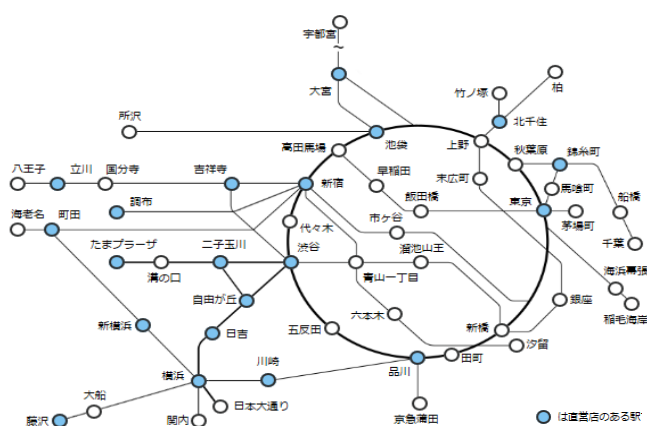 宇都宮
大宮
柏
竹ノ塚
北千住
所沢
池袋
上野
高田馬場
秋葉原
錦糸町
八王子
立川
国分寺
吉祥寺
新宿
早稲田
末広町
馬喰町
飯田橋
東京
船橋
調布
茅場町
海老名
町田
代々木
市ヶ谷
千葉
たまプラーザ
二子玉川
渋谷
溜池山王
溝の口
青山一丁目
海浜幕張
自由が丘
銀座
稲毛海岸
六本木
新横浜
日吉
五反田
新橋
汐留
川崎
田町
横浜
品川
大船
藤沢
関内
日本大通り
京急蒲田
は直営店のある駅